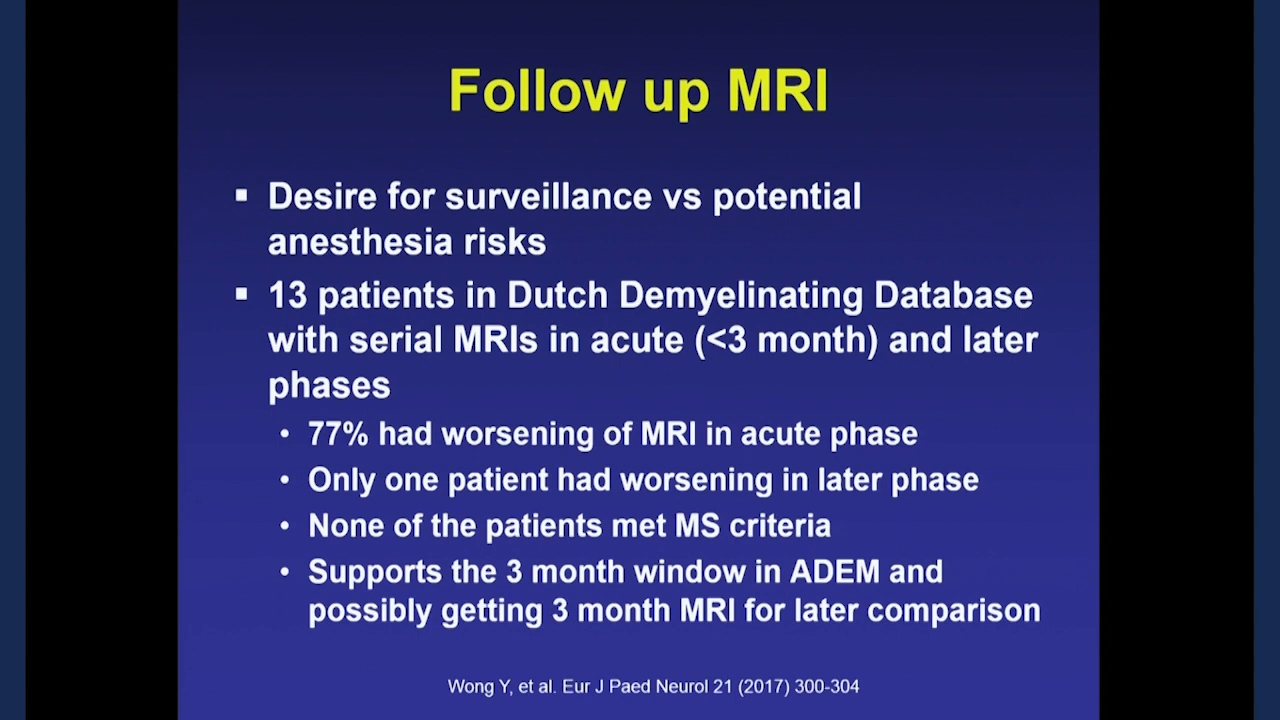 Follow up MRI
▪ Desire for surveillance vs potential
anesthesia risks
▪ 13 patients in Dutch Demyelinating Database
with serial MRIs in acute (<3 month) and later
phases
• 77% had worsening of MRI in acute phase
• Only one patient had worsening in later phase
• None of the patients met MS criteria
• Supports the 3 month window in ADEM and
possibly getting 3 month MRI for later comparison
Wong Y, et al. Eur J Paed Neurol 21 (2017) 300-304